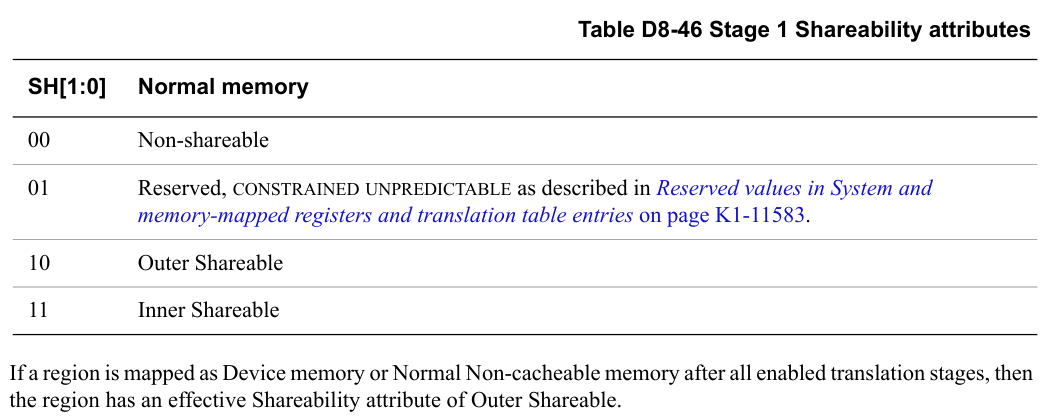 Table D8-46 Stage 1 Shareability attributes
SH[1:0] Normal memory
00 Non-shareable
01 Reserved, CONSTRAINED UNPREDICTABLE as described in Reserved values in System and
memory-mapped registers and translation table entries on page K1-11583.
10 Outer Shareable
11 Inner Shareable
If a region is mapped as Device memory or Normal Non-cacheable memory after all enabled translation stages, then
the region has an effective Shareability attribute of Outer Shareable.